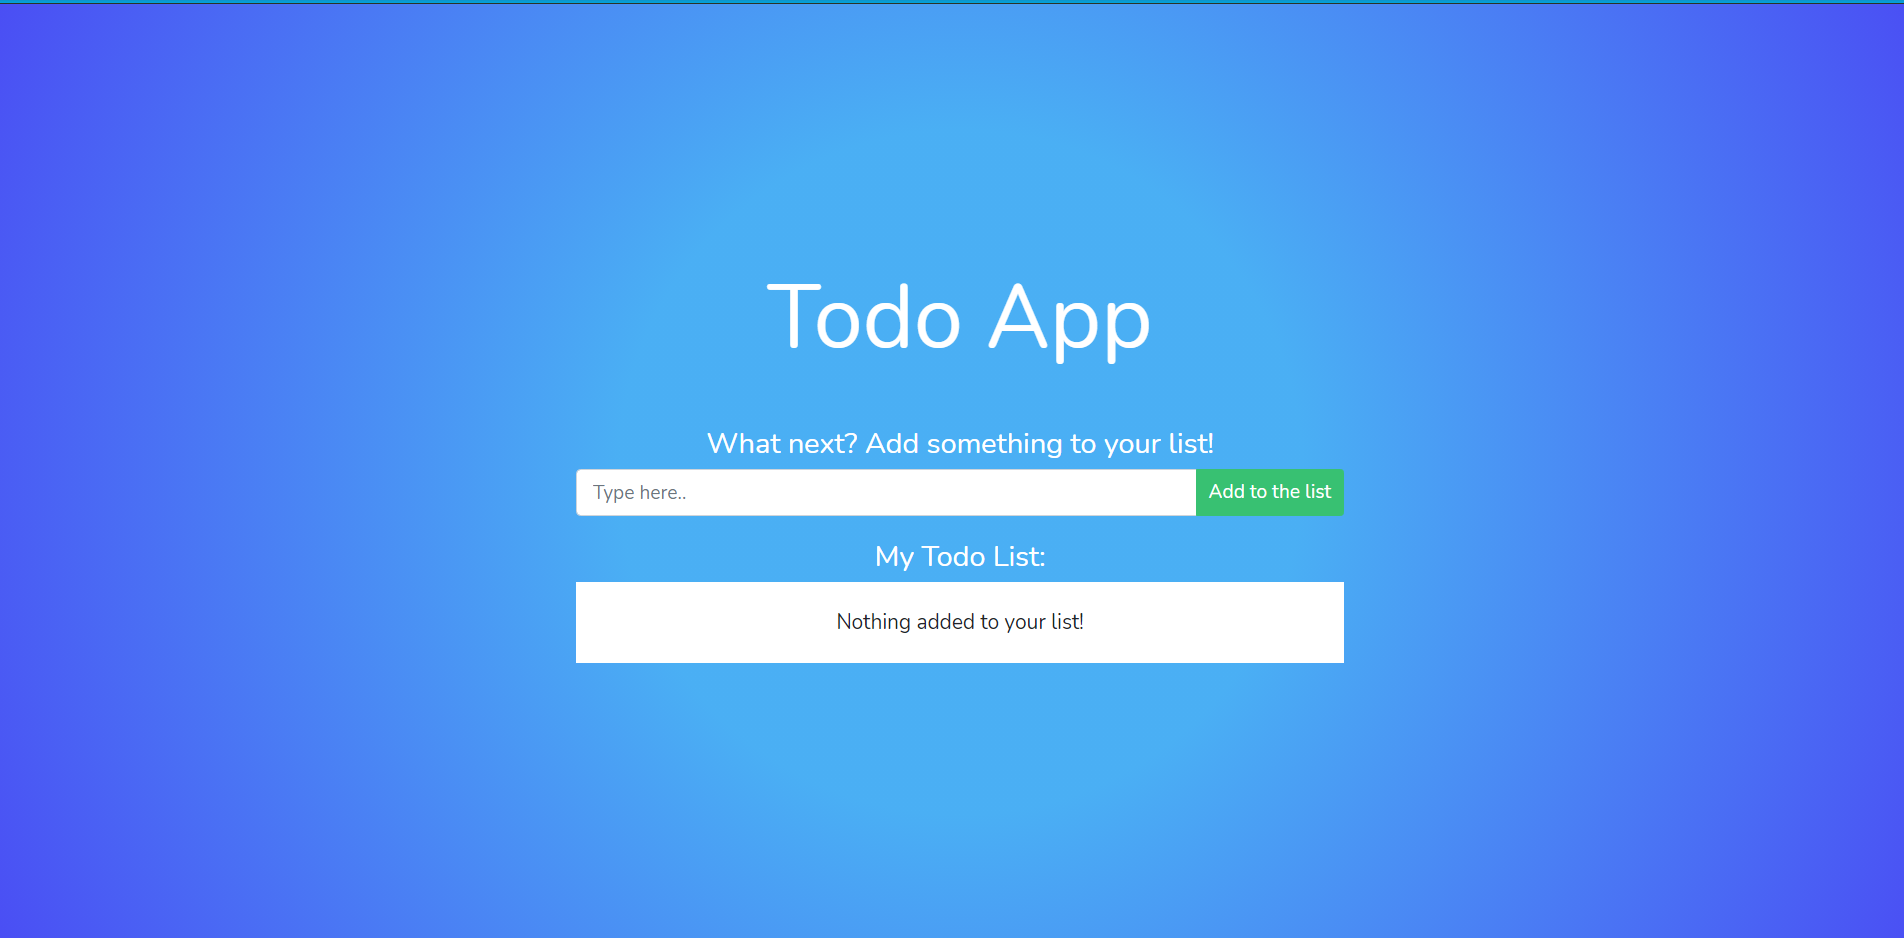 Todo App
What next? Add something to your list!
Type here..
Add to the list
My Todo List:
Nothing added to your list!